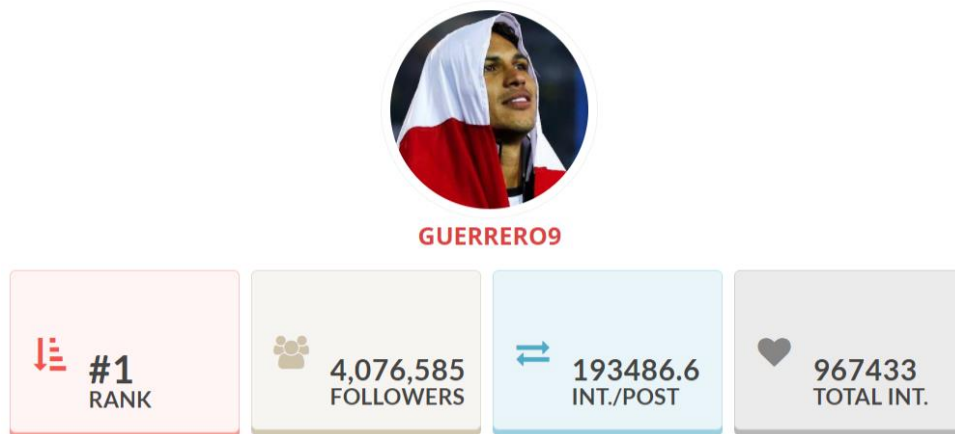 GUERRERO9
#1
RANK
4,076,585
FOLLOWERS
193486.6
INT./POST
967433
TOTAL INT.